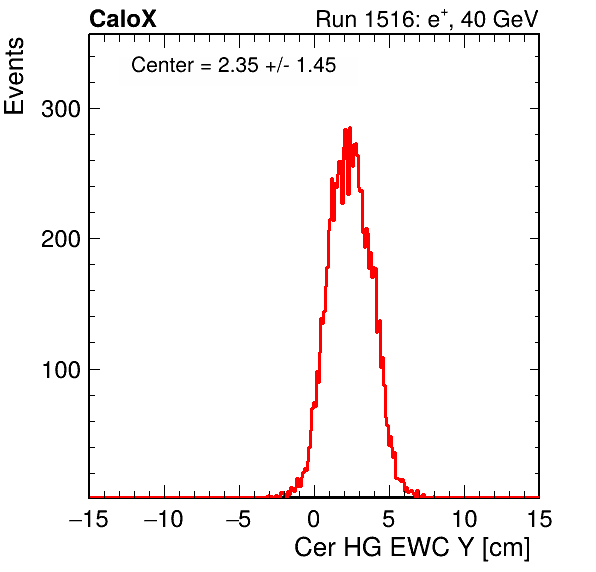 CaloX Run 1516: e⁺, 40 GeV
Events
Center = 2.35 +/- 1.45
300
200
100
−15 −10 −5 0 5 10 15
Cer HG EWC Y [cm]